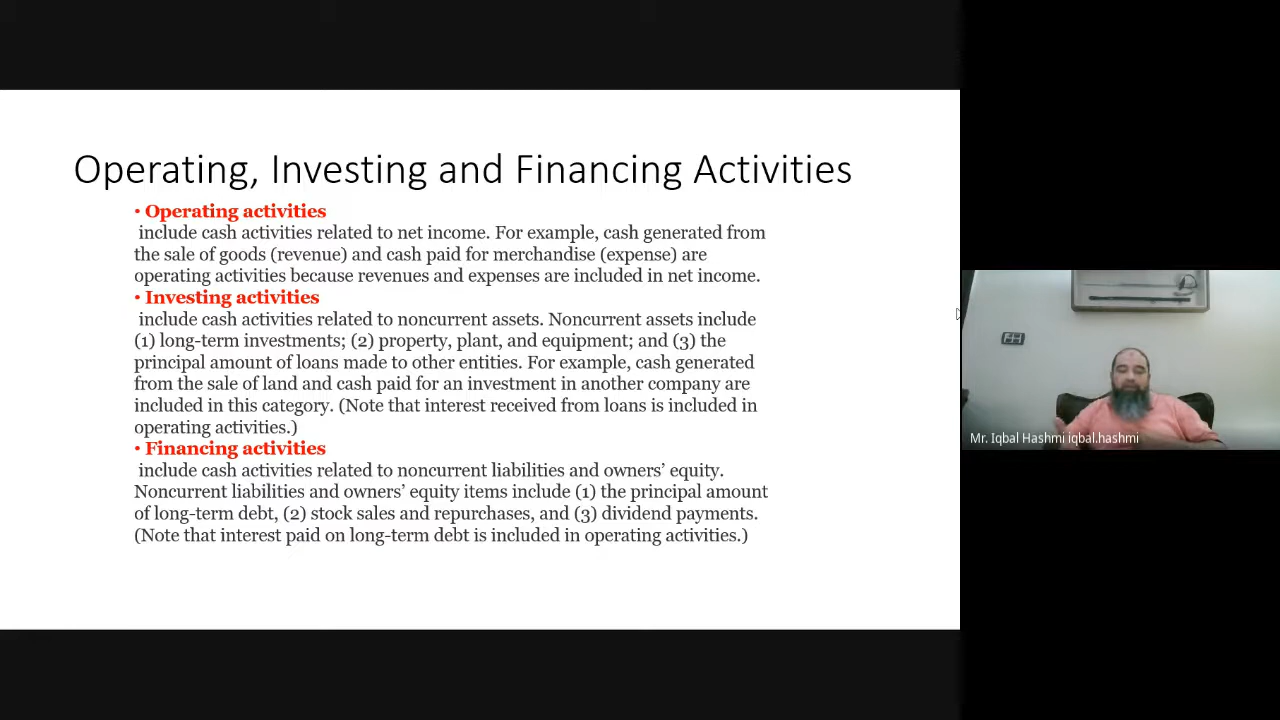 Operating, Investing and Financing Activities
• Operating activities
include cash activities related to net income. For example, cash generated from
the sale of goods (revenue) and cash paid for merchandise (expense) are
operating activities because revenues and expenses are included in net income.
• Investing activities
include cash activities related to noncurrent assets. Noncurrent assets include
(1) long-term investments; (2) property, plant, and equipment; and (3) the
principal amount of loans made to other entities. For example, cash generated
from the sale of land and cash paid for an investment in another company are
included in this category. (Note that interest received from loans is included in
operating activities.)
• Financing activities
include cash activities related to noncurrent liabilities and owners’ equity.
Noncurrent liabilities and owners’ equity items include (1) the principal amount
of long-term debt, (2) stock sales and repurchases, and (3) dividend payments.
(Note that interest paid on long-term debt is included in operating activities.)
Mr. Iqbal Hashmi iqbal.hashmi